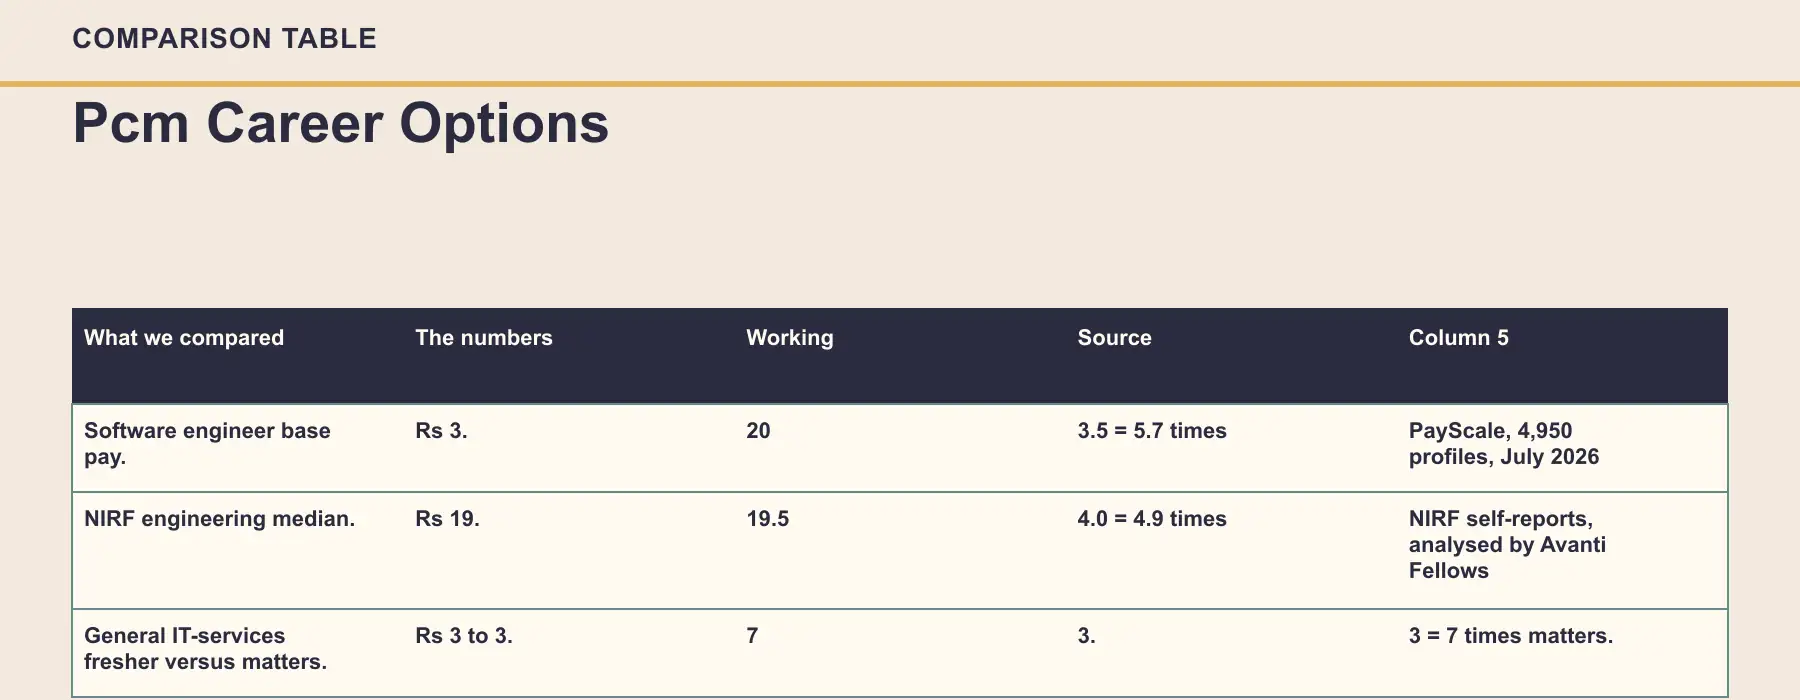 COMPARISON TABLE
Pcm Career Options
What we compared The numbers Working Source Column 5
Software engineer base pay. Rs 3. 20 3.5 = 5.7 times PayScale, 4,950 profiles, July 2026
NIRF engineering median. Rs 19. 19.5 4.0 = 4.9 times NIRF self-reports, analysed by Avanti Fellows
General IT-services fresher versus matters. Rs 3 to 3. 7 3. 3 = 7 times matters.